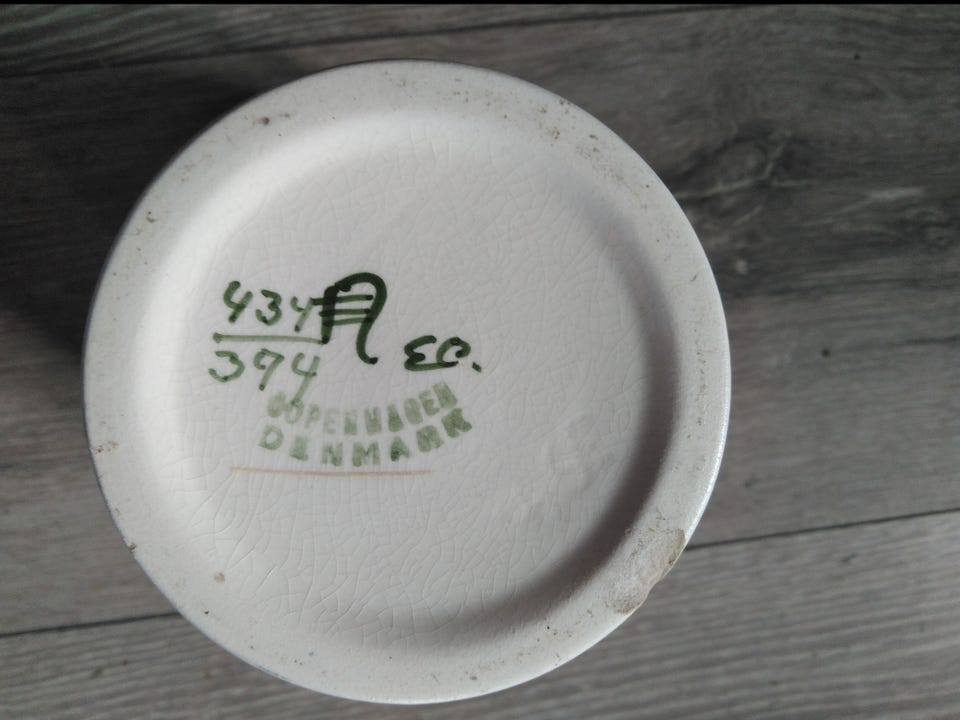 434
374
EC.
COPENHAGEN
DENMARK